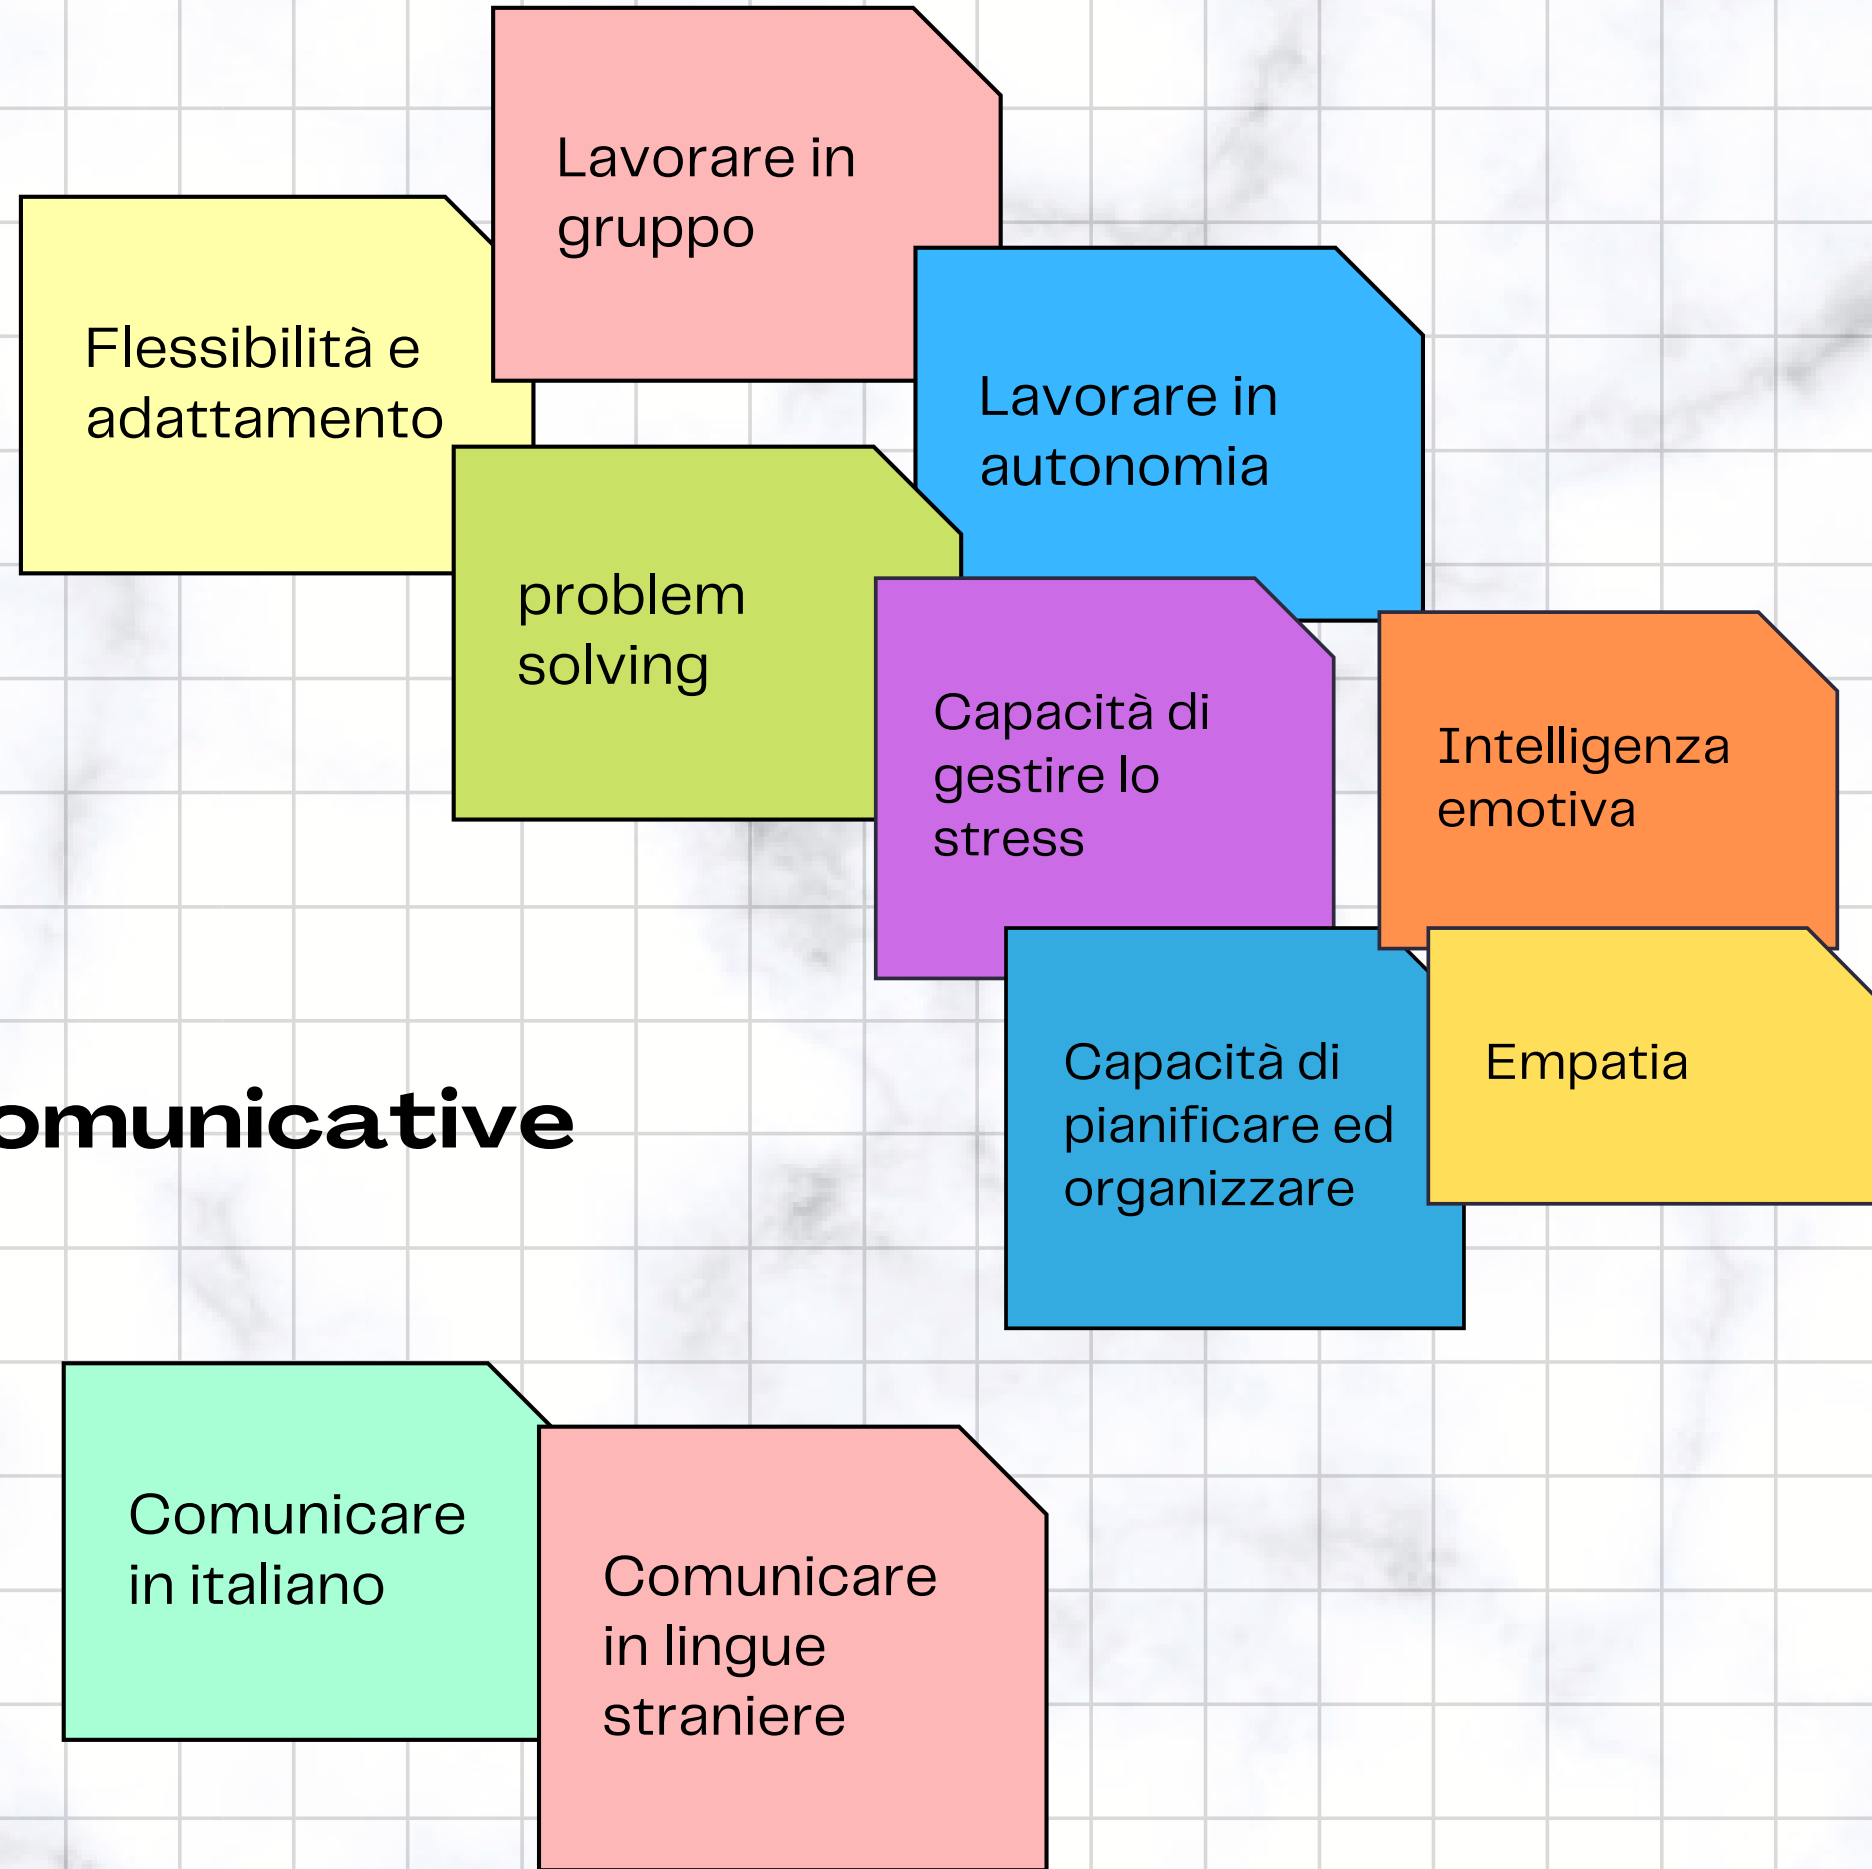 Lavorare in
gruppo
Flessibilità e
adattamento
Lavorare in
autonomia
problem
solving
Capacità di
gestire lo
stress
Intelligenza
emotiva
Capacità di
pianificare ed
organizzare
Empatia
omunicative
Comunicare
in italiano
Comunicare
in lingue
straniere